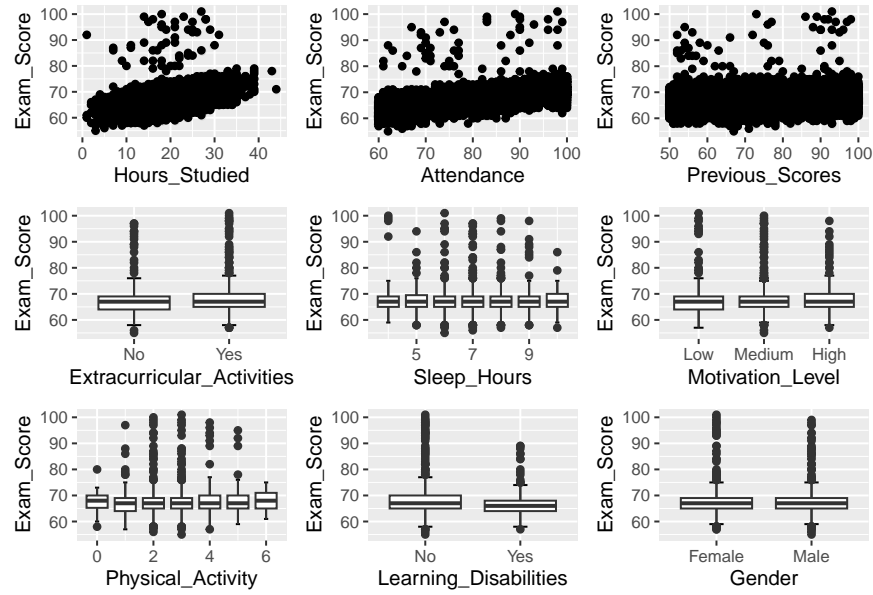 Exam_Score
100
90
80
70
60
0 10 20 30 40
Hours_Studied
Exam_Score
100
90
80
70
60
60 70 80 90 100
Attendance
Exam_Score
100
90
80
70
60
50 60 70 80 90 100
Previous_Scores
Exam_Score
100
90
80
70
60
No Yes
Extracurricular_Activities
Exam_Score
100
90
80
70
60
5 7 9
Sleep_Hours
Exam_Score
100
90
80
70
60
Low Medium High
Motivation_Level
Exam_Score
100
90
80
70
60
0 2 4 6
Physical_Activity
Exam_Score
100
90
80
70
60
No Yes
Learning_Disabilities
Exam_Score
100
90
80
70
60
Female Male
Gender